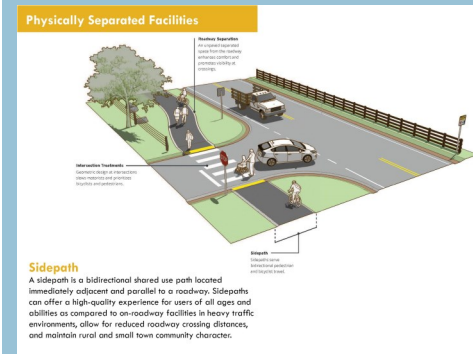 Physically Separated Facilities
Roadway Separation
An unpaved separated
space from the roadway
enhances comfort and
promotes visibility at
crossings.
Intersection Treatments
Geometric design at intersections
slows motorists and prioritizes
bicyclists and pedestrians.
Sidepath
Sidepaths serve
bidirectional pedestrian
and bicyclist travel.
Sidepath
A sidepath is a bidirectional shared use path located
immediately adjacent and parallel to a roadway. Sidepaths
can offer a high-quality experience for users of all ages and
abilities as compared to on-roadway facilities in heavy traffic
environments, allow for reduced roadway crossing distances,
and maintain rural and small town community character.